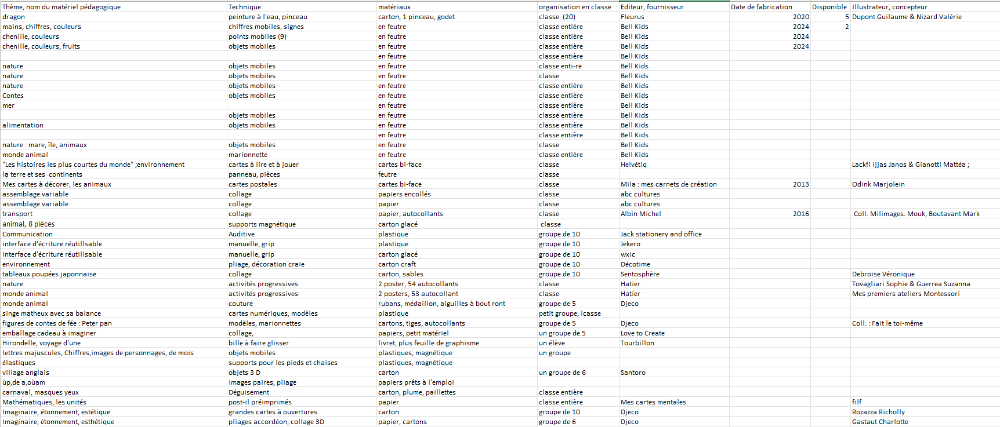 Thème, nom du matériel pédagogique Technique matériaux organisation en classe Editeur, fournisseur Date de fabrication Disponible Illustrateur, concepteur
dragon peinture à l'eau, pinceau carton, 1 pinceau, godet classe (20) Fleurus 2020 5 Dupont Guilaume & Nizard Valérie
mains, chiffres, couleurs chiffres mobiles, signes en feutre classe entière Bell Kids 2024 2
chenille, couleurs points mobiles (9) en feutre classe entière Bell Kids 2024
chenille, couleurs, fruits objets mobiles en feutre classe entière Bell Kids 2024
en feutre classe entière Bell Kids
nature objets mobiles en feutre classe enti-re Bell Kids
nature objets mobiles en feutre classe Bell Kids
nature objets mobiles en feutre classe entière Bell Kids
Contes objets mobiles en feutre classe entière Bell Kids
mer en feutre classe entière Bell Kids
objets mobiles en feutre classe entière Bell Kids
alimentation objets mobiles en feutre classe entière Bell Kids
en feutre classe entière Bell Kids
nature : mare, île, animaux objets mobiles en feutre classe Bell Kids
monde animal marionnette en feutre classe entière Bell Kids
"Les histoires les plus courtes du monde" ;environnement cartes à lire et à jouer cartes bi-face classe Helvétiq Lackfi Ijjas Janos & Gianotti Mattéa ;
la terre et ses continents panneau, pièces feutre classe
Mes cartes à décorer, les animaux cartes postales cartes bi-face classe Mila : mes carnets de création 2013 Odink Marjolein
assemblage variable collage papiers encollés classe abc cultures
assemblage variable collage papier classe abc cultures
transport collage papier, autocollants classe Albin Michel 2016 Coll. Milimages. Mouk, Boutavant Mark
animal, 8 pièces supports magnétique carton glacé classe
Communication Auditive plastique groupe de 10 Jack stationery and office
interface d'écriture réutillsable manuelle, grip plastique groupe de 10 Jekero
interface d'écriture réutillsable manuelle, grip carton glacé groupe de 10 wxic
environnement pliage, décoration craie carton craft groupe de 10 Décotime
tableaux poupées japonnaise collage carton, sables groupe de 10 Sentosphère Debroise Véronique
nature activités progressives 2 poster, 54 autocollants classe Hatier Tovagliari Sophie & Guerrea Suzanna
monde animal activités progressives 2 posters, 53 autocollant classe Hatier Mes premiers ateliers Montessori
monde animal couture rubans, médaillon, aiguilles à bout ront groupe de 5 Djeco
singe matheux avec sa balance cartes numériques, modèles plastique petit groupe, lcasse
figures de contes de fée : Peter pan modèles, marionnettes cartons, tiges, autocollants groupe de 5 Djeco Coll. : Fait le toi-même
emballage cadeau à imaginer collage, papiers, petit matériel un groupe de 5 Love to Create
Hirondelle, voyage d'une bille à faire glisser livret, plus feuille de graphisme un élève Tourbillon
lettres majuscules, Chiffres,images de personnages, de mois objets mobiles plastiques, magnétique un groupe
élastiques supports pour les pieds et chaises plastiques, magnétique
village anglais objets 3 D carton un groupe de 6 Santoro
ùp,de a,oùam images paires, pliage papiers prêts à l'emploi
carnaval, masques yeux Déguisement carton, plume, paillettes classe entière
Mathématiques, les unités post-il préimprimés papier classe entière Mes cartes mentales filf
Imaginaire, étonnement, estétique grandes cartes à ouvertures carton groupe de 10 Djeco Rozazza Richolly
Imaginaire, étonnement, esthétique pliages accordéon, collage 3D papier, cartons groupe de 6 Djeco Gastaut Charlotte